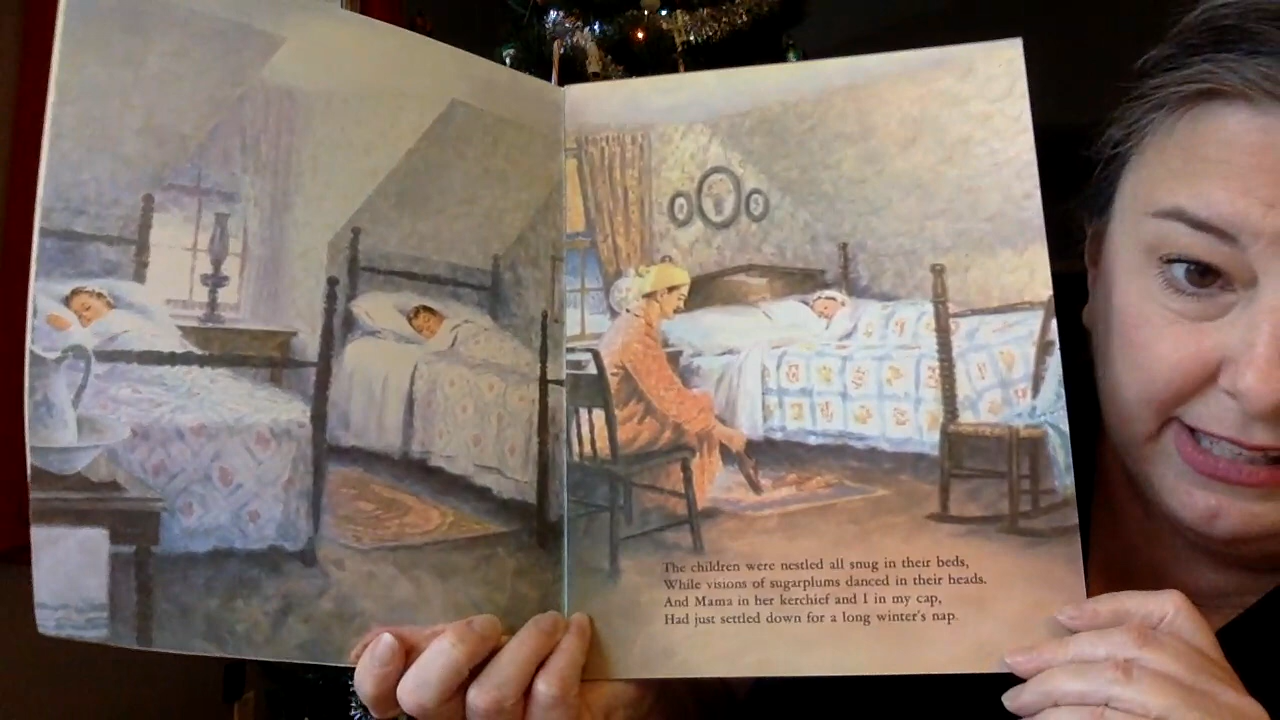 The children were nestled all snug in their beds,
While visions of sugarplums danced in their heads.
And Mama in her kerchief and I in my cap,
Had just settled down for a long winter's nap.